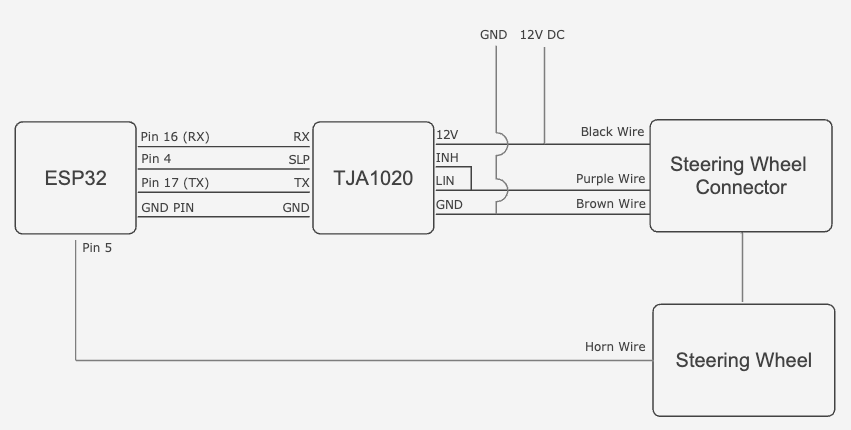 GND 12V DC
Pin 16 (RX) RX 12V Black Wire
Pin 4 SLP INH
ESP32 TJA1020 Steering Wheel
Connector
Pin 17 (TX) TX LIN Purple Wire
GND PIN GND GND Brown Wire
Pin 5
Horn Wire
Steering Wheel